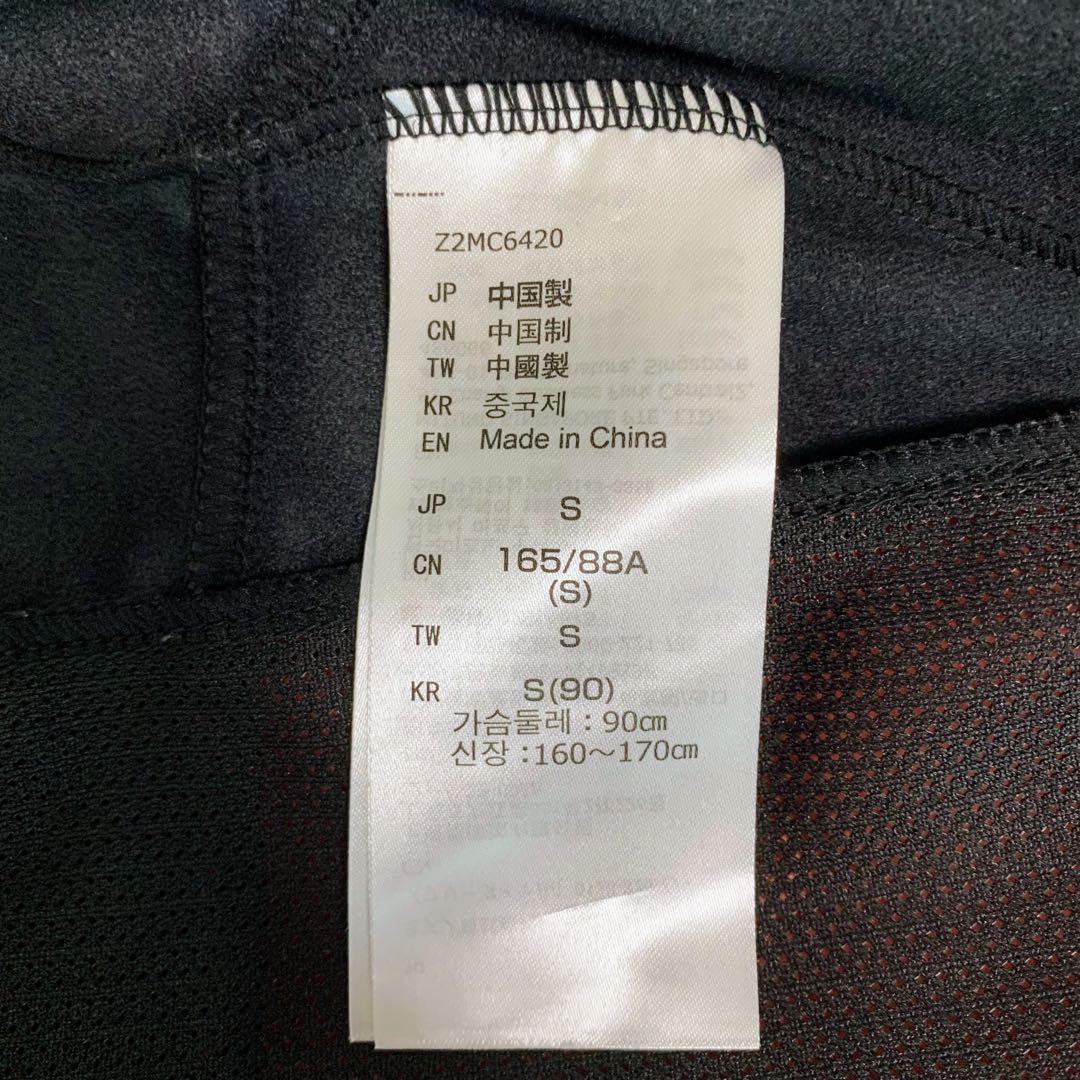 Z2MC6420
JP 中国製
CN 中国制
TW 中國製
KR 중국제
EN Made in China
JP S
CN 165/88A
(S)
TW S
KR S(90)
가슴둘레 : 90㎝
신장 :160～170㎝